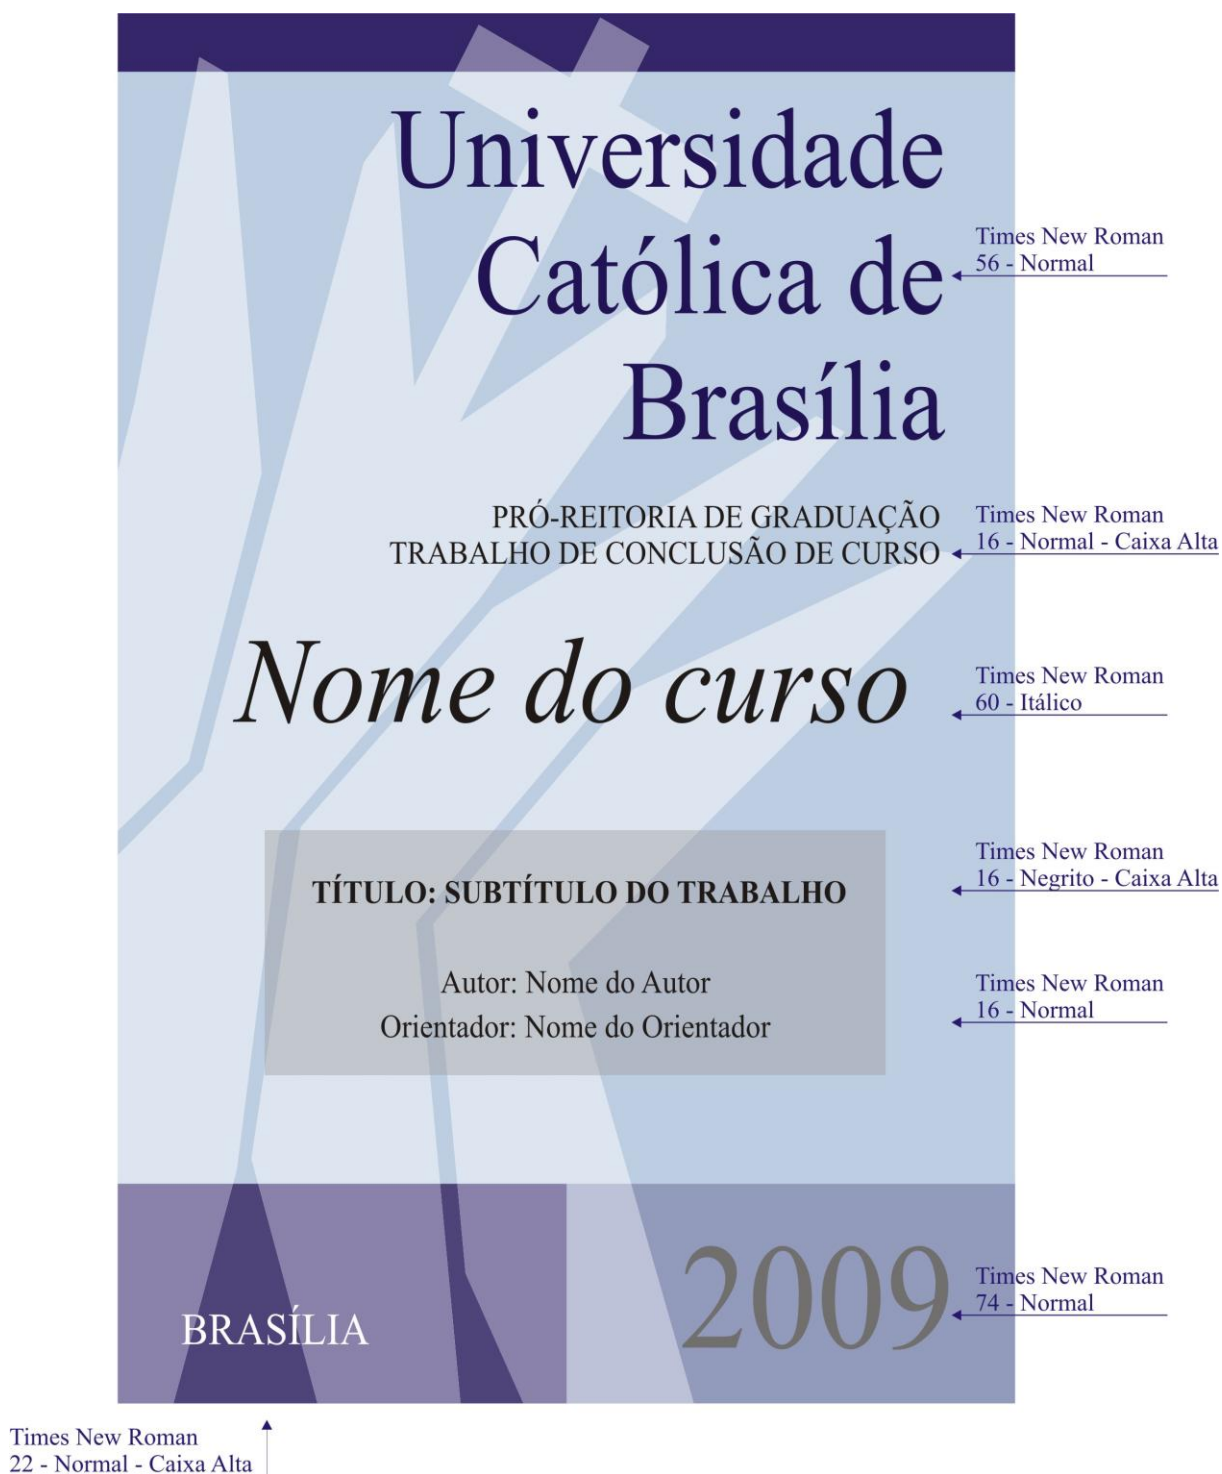 Universidade
Católica de
Times New Roman
56 - Normal
Brasília
PRÓ-REITORIA DE GRADUAÇÃO
TRABALHO DE CONCLUSÃO DE CURSO
Times New Roman
16 - Normal - Caixa Alta
Nome do curso
Times New Roman
60 - Itálico
TÍTULO: SUBTÍTULO DO TRABALHO
Times New Roman
16 - Negrito - Caixa Alta
Autor: Nome do Autor
Orientador: Nome do Orientador
Times New Roman
16 - Normal
BRASÍLIA
2009
Times New Roman
74 - Normal
Times New Roman
22 - Normal - Caixa Alta